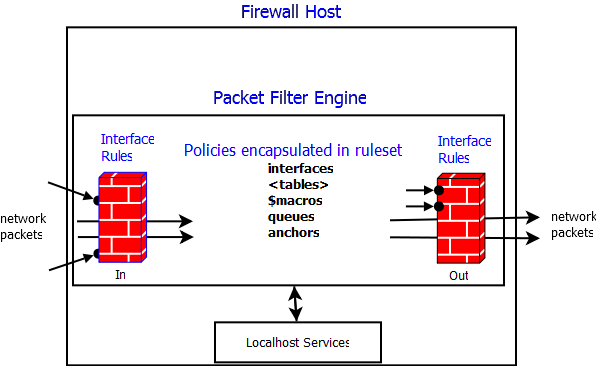 Firewall Host
Packet Filter Engine
Interface
Rules
Policies encapsulated in ruleset
Interface
Rules
interfaces
<tables>
$macros
queues
anchors
network
packets
network
packets
In
Out
Localhost Services